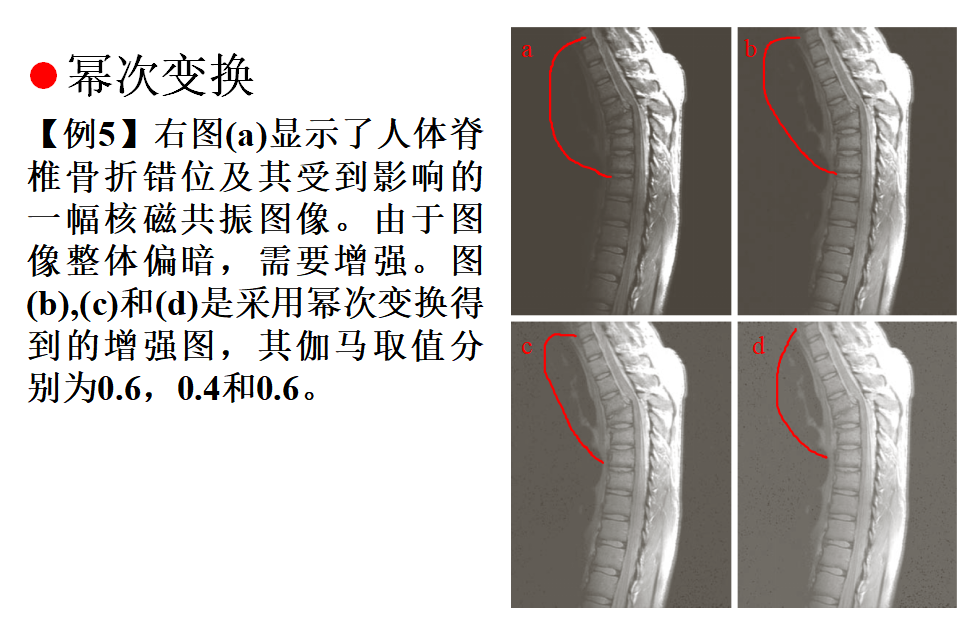 幂次变换
【例5】右图(a)显示了人体脊
椎骨折错位及其受到影响的
一幅核磁共振图像。由于图
像整体偏暗，需要增强。图
(b),(c)和(d)是采用幂次变换得
到的增强图，其伽马取值分
别为0.6，0.4和0.6。
a
b
c
d